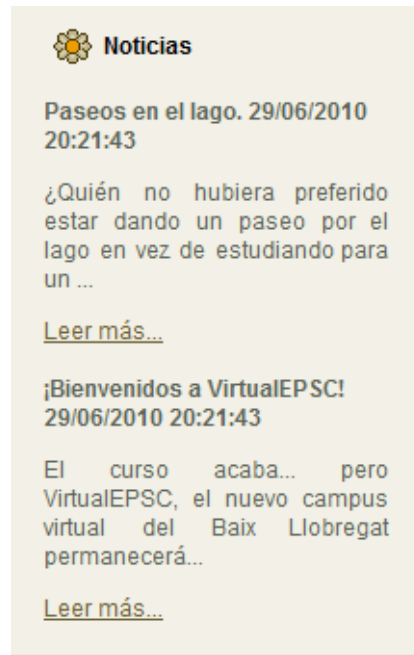 Noticias
Paseos en el lago. 29/06/2010
20:21:43
¿Quién no hubiera preferido
estar dando un paseo por el
lago en vez de estudiando para
un ...
Leer más...
¡Bienvenidos a VirtualEPSC!
29/06/2010 20:21:43
El curso acaba... pero
VirtualEPSC, el nuevo campus
virtual del Baix Llobregat
permanecerá...
Leer más...